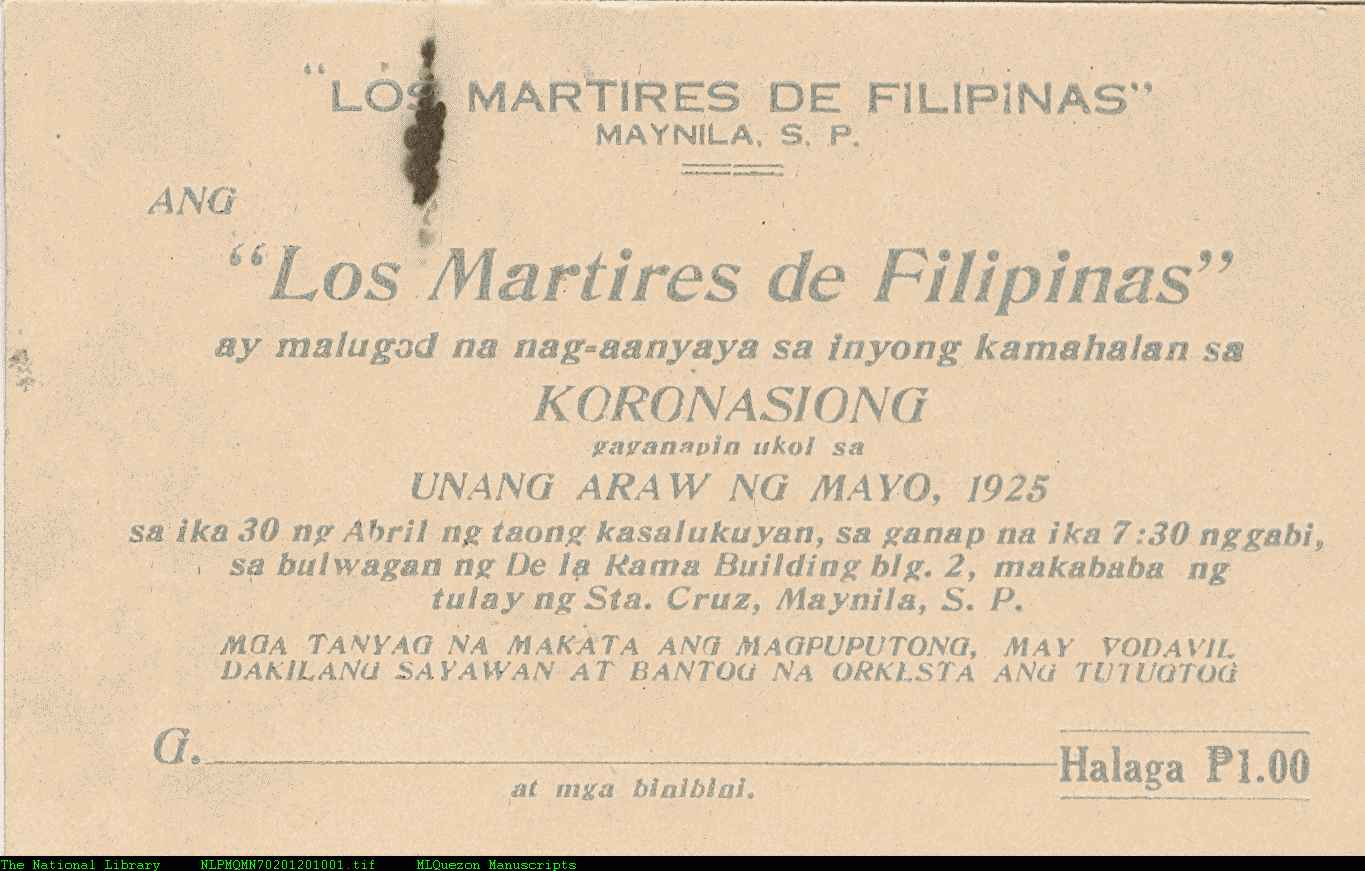 "LOS MARTIRES DE FILIPINAS"
MAYNILA, S. P.
ANG
"Los Martires de Filipinas"
ay malugod na nag=aanyaya sa inyong kamahalan sa
KORONASIONG
gaganapin ukol sa
UNANG ARAW NG MAYO, 1925
sa ika 30 ng Abril ng taong kasalukuyan, sa ganap na ika 7:30 ng gabi,
sa bulwagan ng De la Rama Building blg. 2, makababa ng
tulay ng Sta. Cruz, Maynila, S. P.
MGA TANYAG NA MAKATA ANG MAGPUPUTONG, MAY VODAVIL
DAKILANG SAYAWAN AT BANTOG NA ORKESTA ANG TUTUGTOG
G.
Halaga ₱1.00
at mga binibini.
The National Library NLPMQMN70201201001.tif MLQuezon Manuscripts